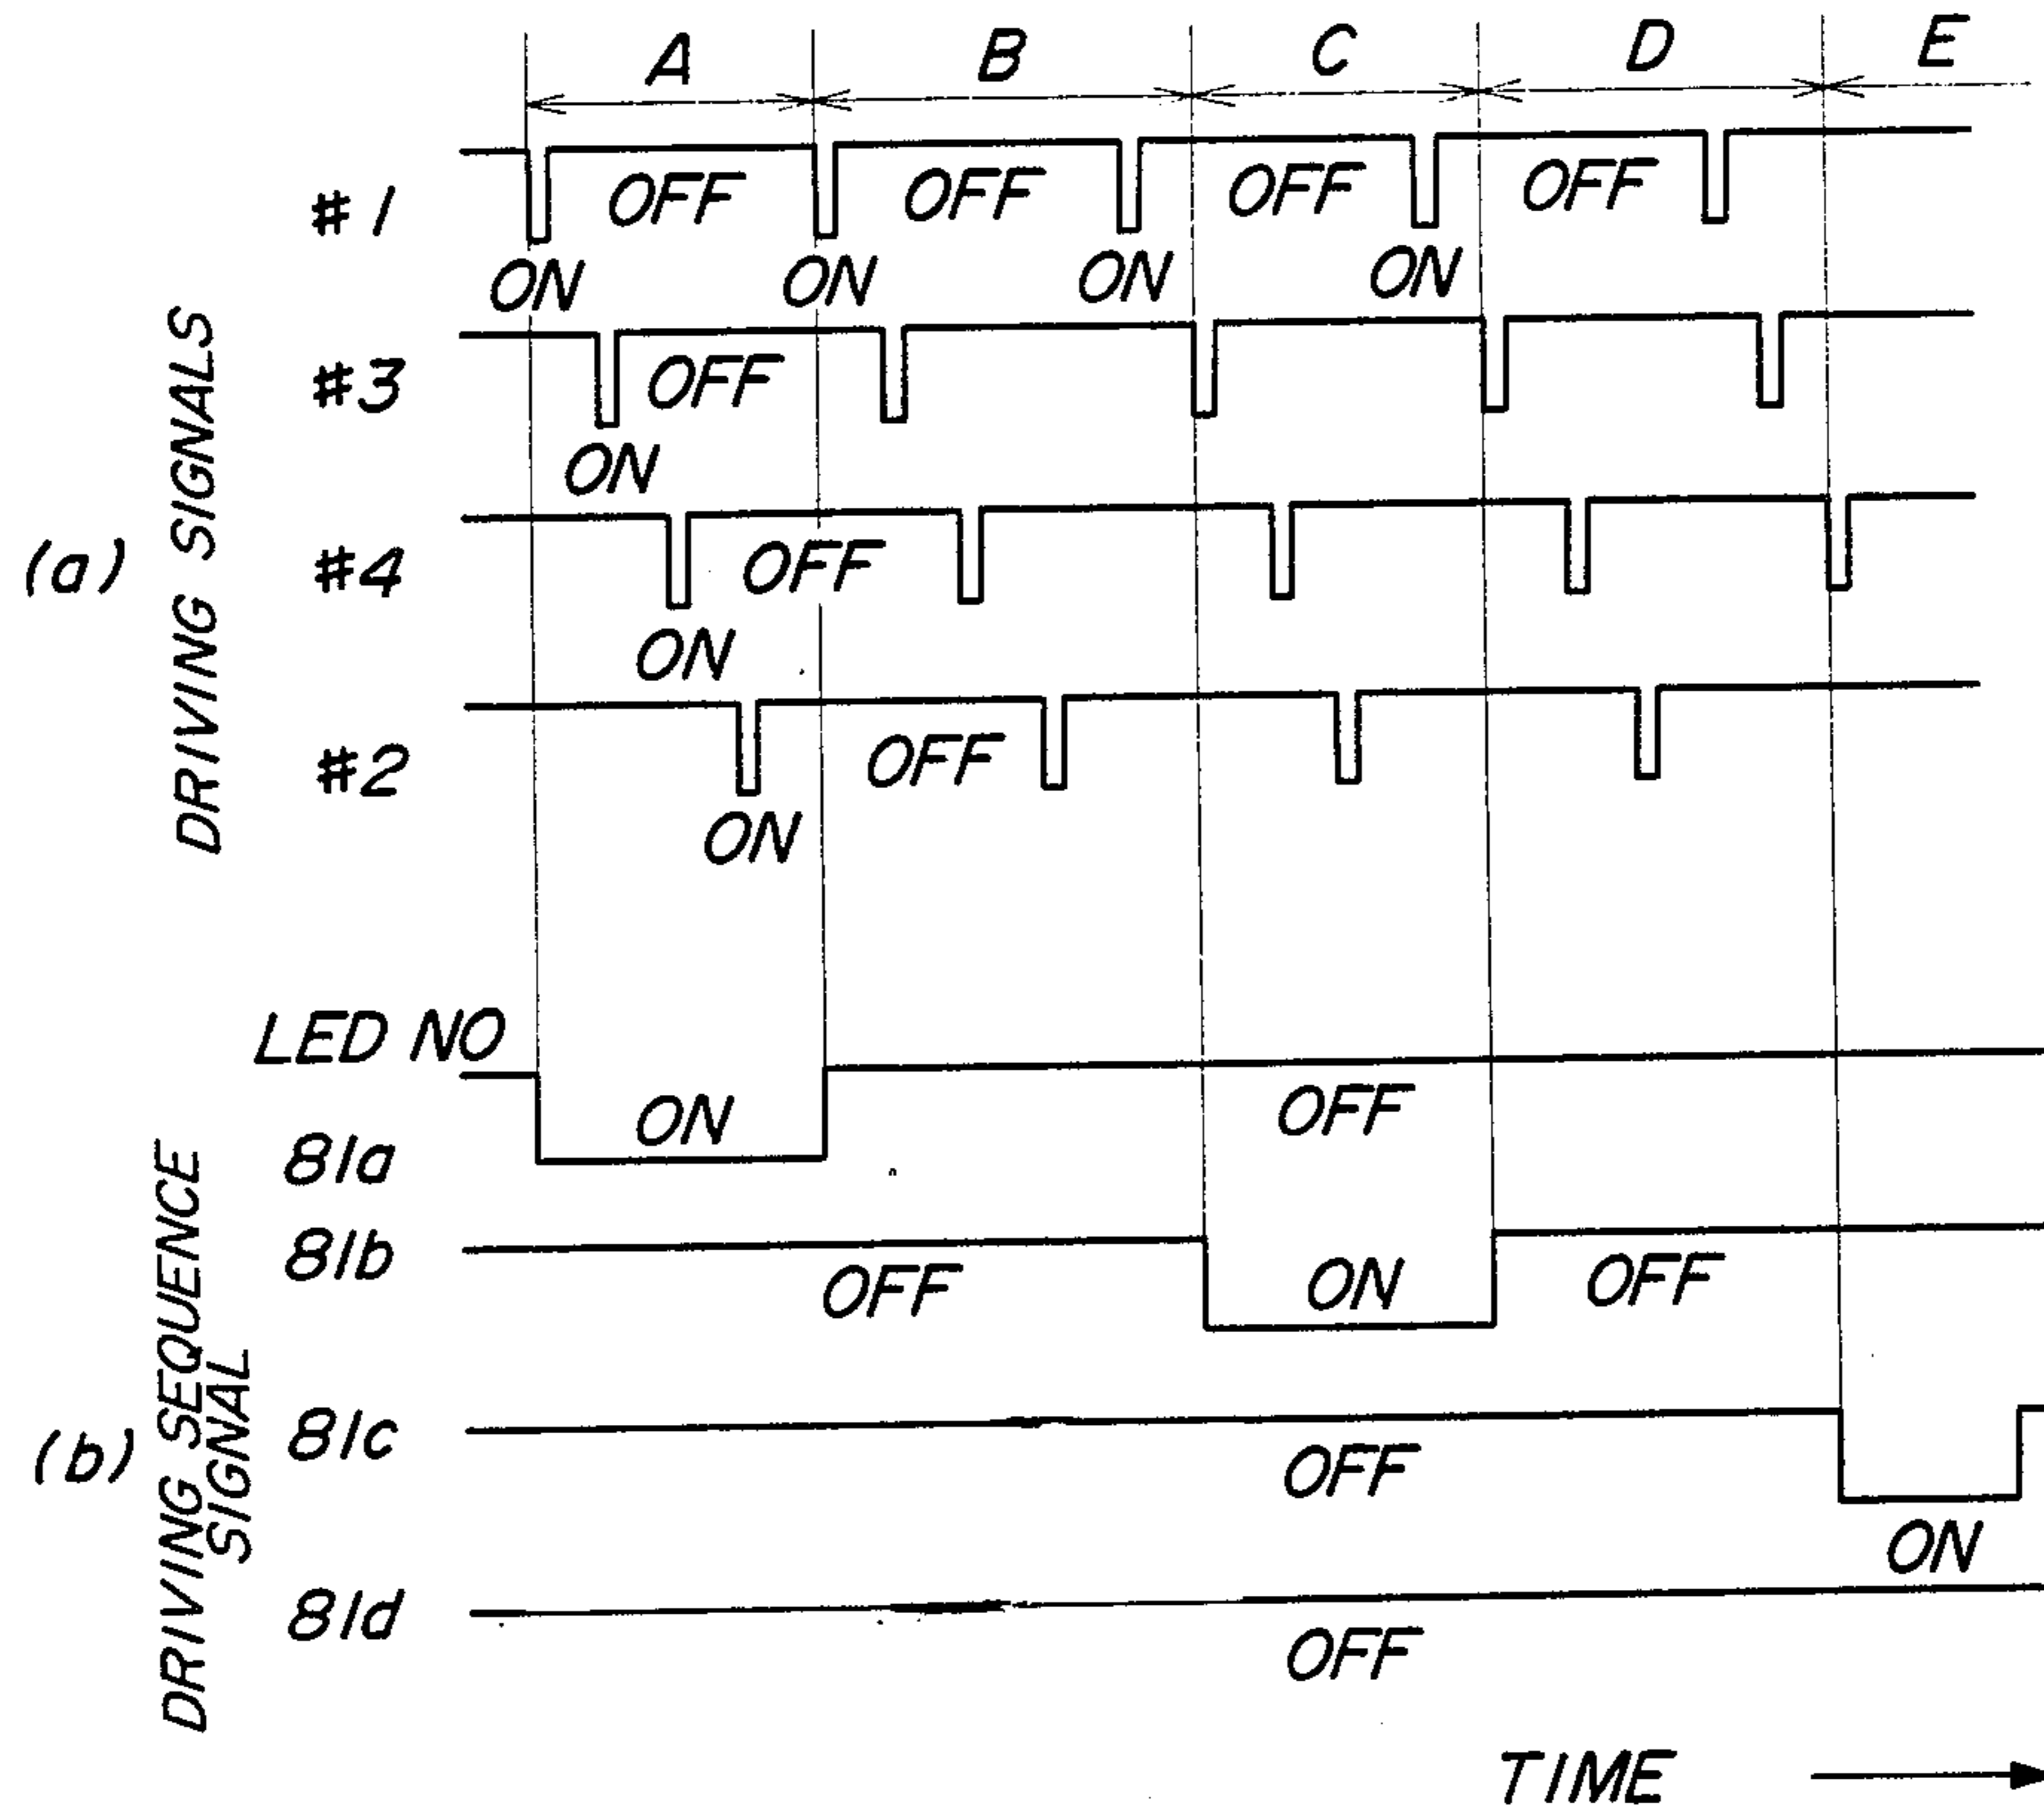 A B C D E
(a) DRIVING SIGNALS
#1 OFF OFF OFF OFF
ON ON ON ON
#3 OFF
ON
#4 OFF
ON
#2 OFF
ON
LED NO
(b) DRIVING SEQUENCE
SIGNAL
81a ON OFF
81b OFF ON OFF
81c OFF
ON
81d OFF
TIME